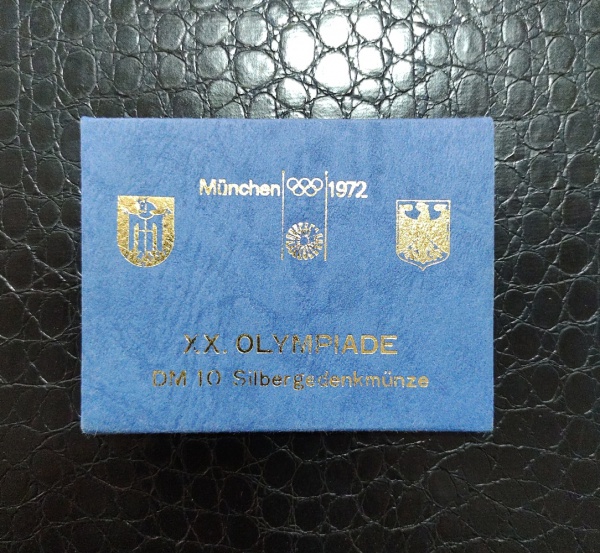 München 1972
XX. OLYMPIADE
DM 10 Silbergedenkmünze